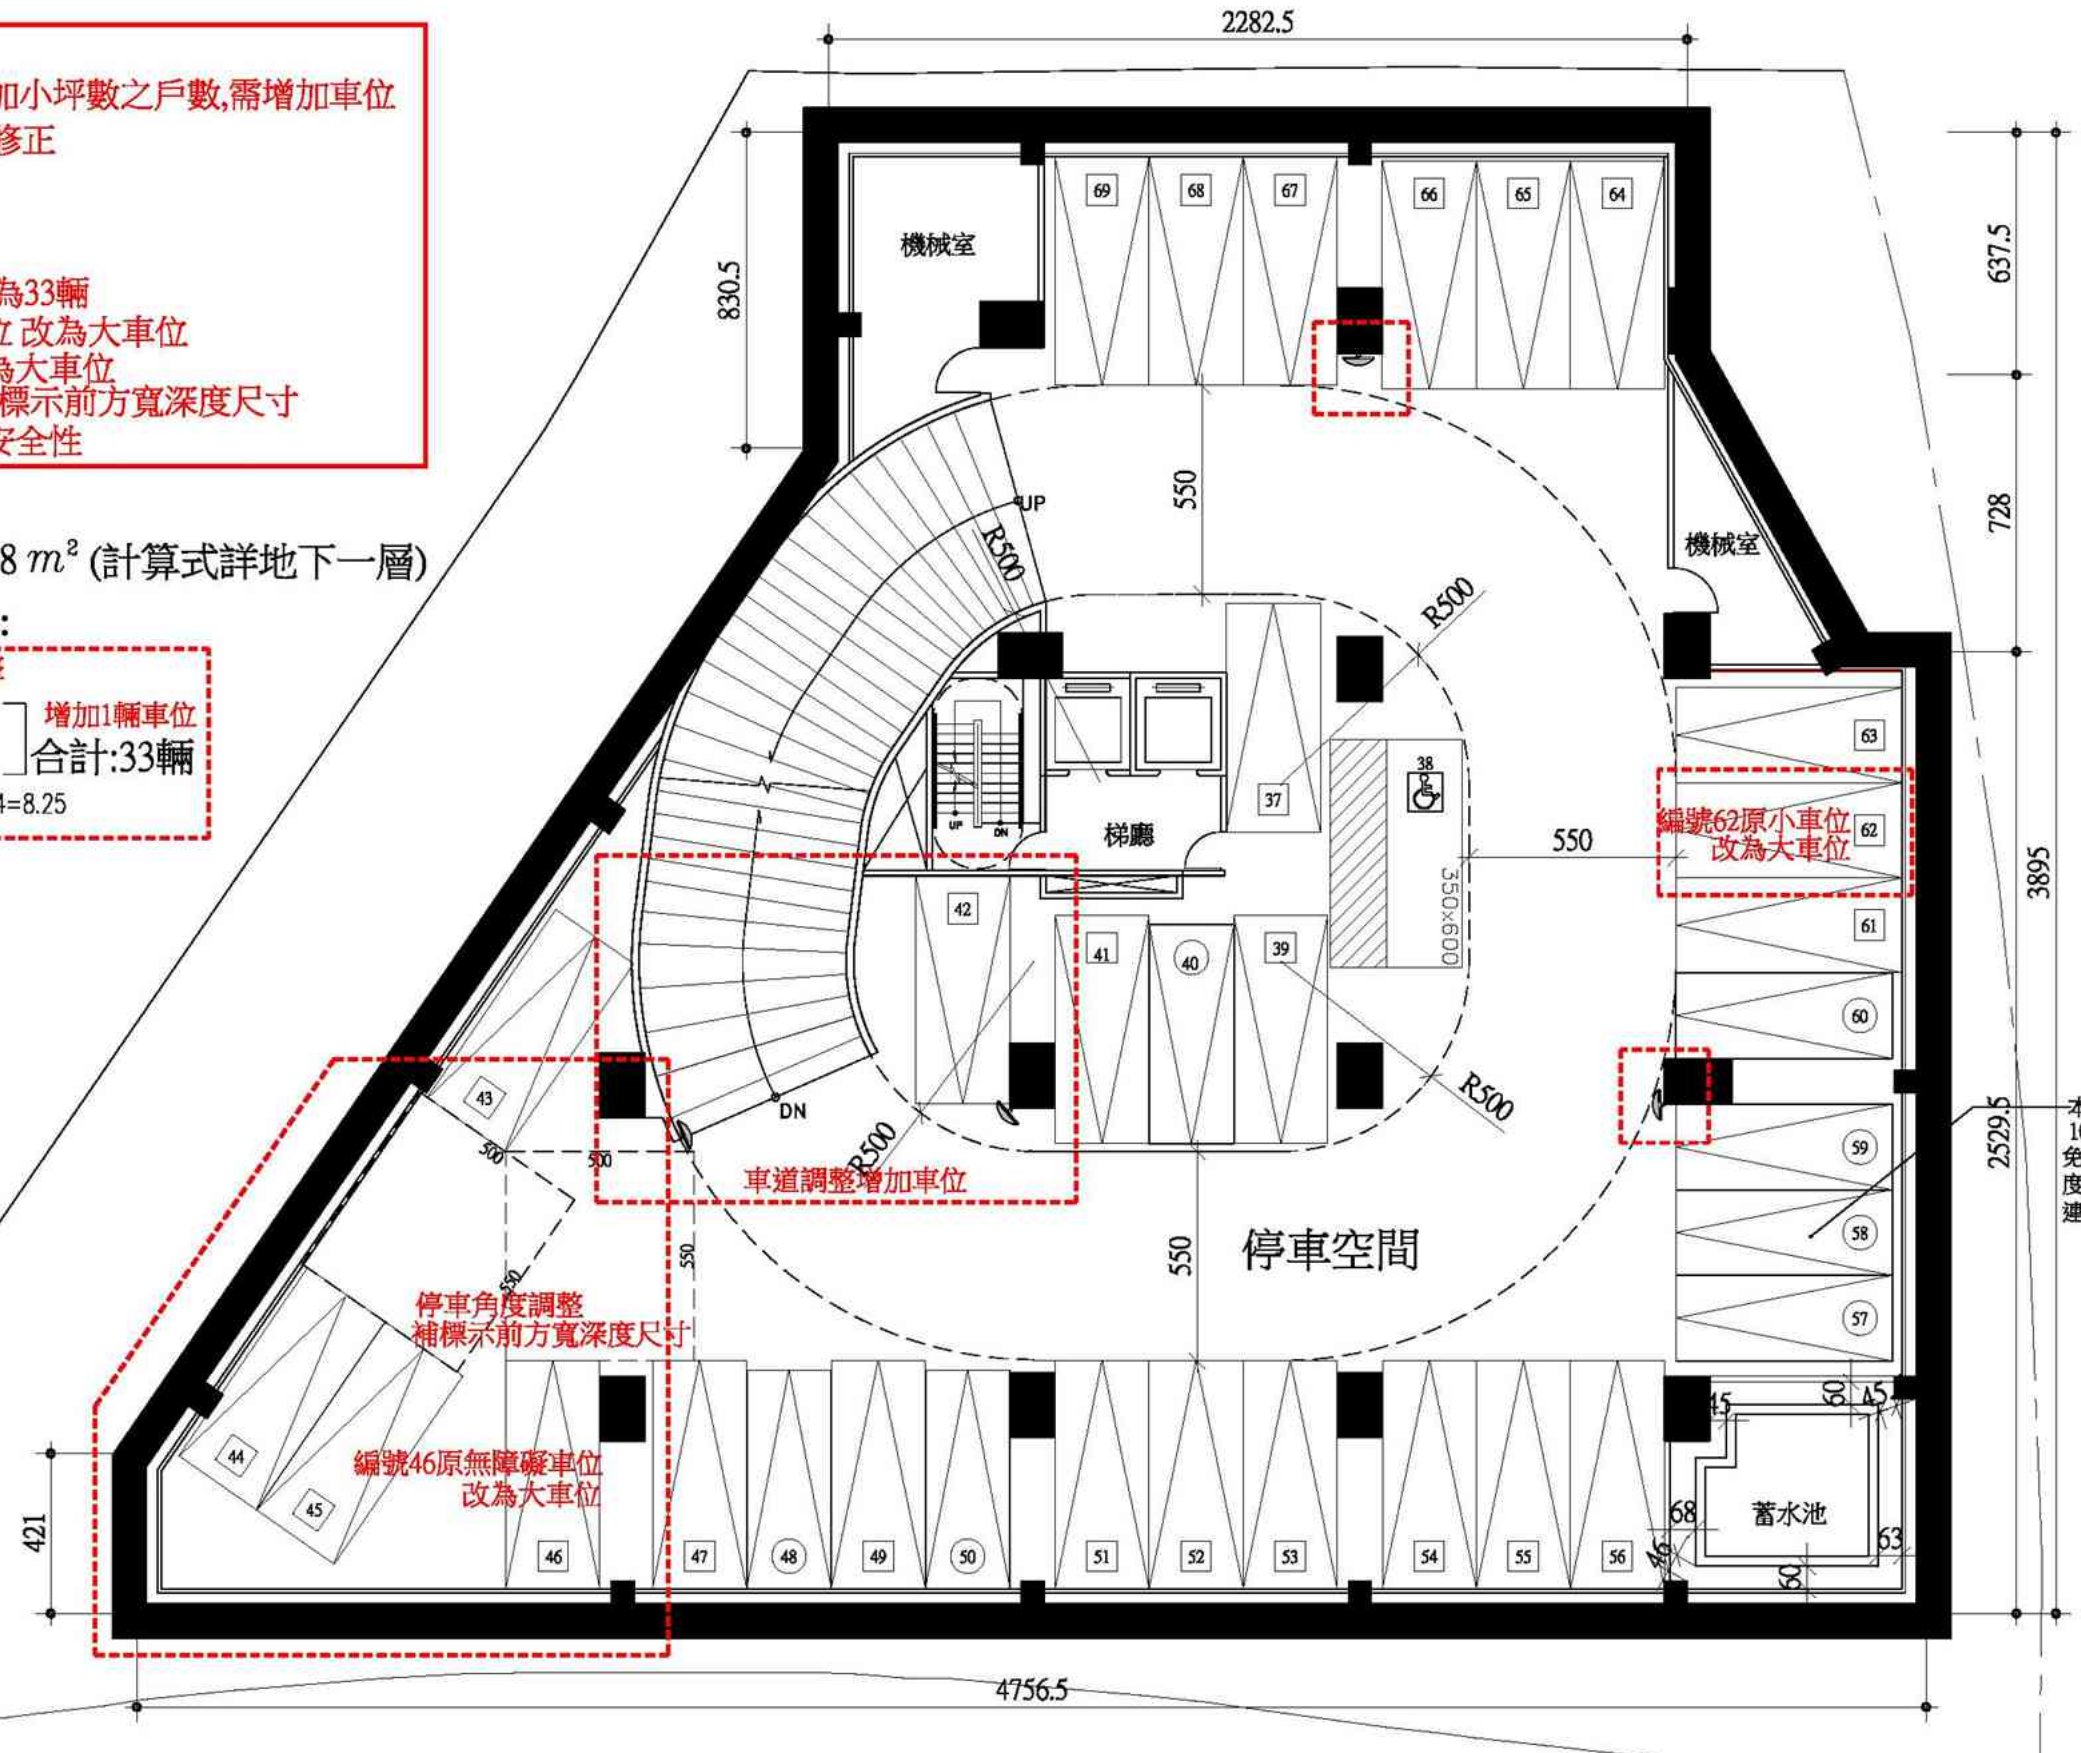 2282.5
加小坪數之戶數,需增加車位
修正
為33輛
位 改為大車位
為大車位
標示前方寬深度尺寸
安全性
8 m² (計算式詳地下一層)
:
增加1輛車位
合計:33輛
4=8.25
830.5
637.5
728
3895
2529.5
機械室
69
68
67
66
65
64
UP
R500
550
R500
機械室
63
編號62原小車位
改為大車位
62
61
60
59
58
57
37
38
350×600
550
梯廳
UP
DN
42
41
40
39
R500
R500
DN
車道調整增加車位
43
500
500
550
550
停車角度調整
補標示前方寬深度尺寸
停車空間
550
44
45
編號46原無障礙車位
改為大車位
46
47
48
49
50
51
52
53
54
55
56
45
60
45
蓄水池
68
46
63
60
421
4756.5
本
免
度
連